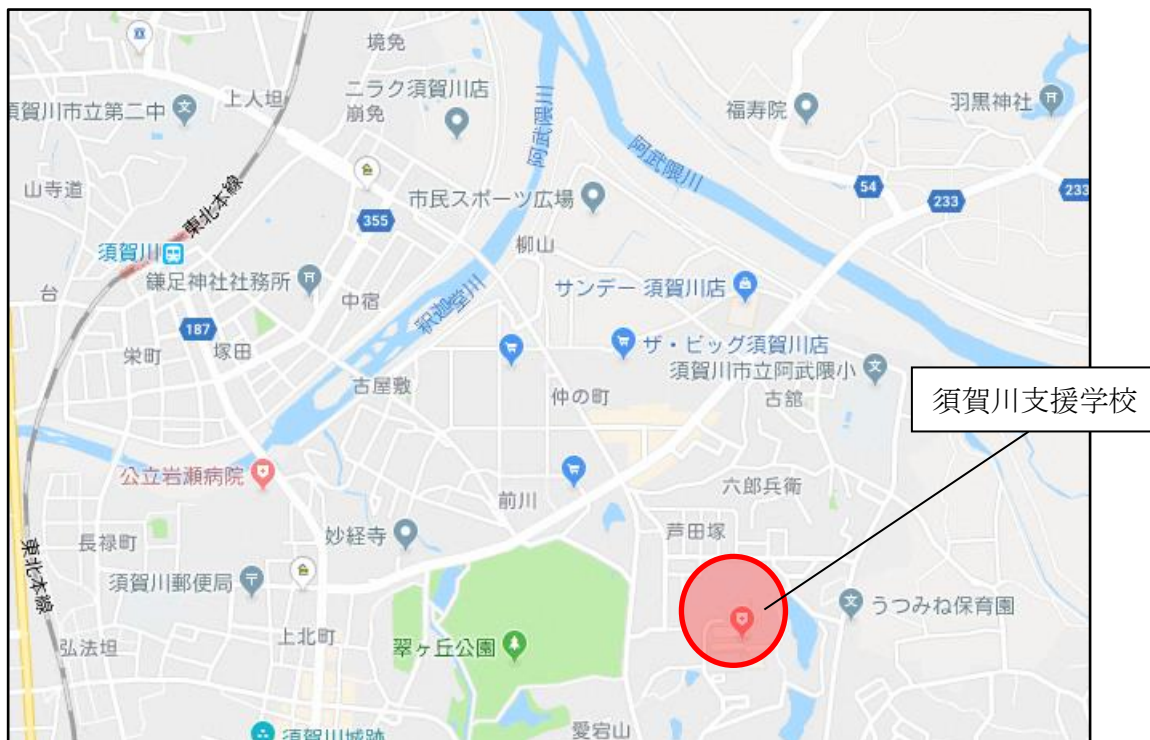 境免
ニラク須賀川店
上人坦
崩免
須賀川市立第二中
福寿院
羽黒神社
阿武隈川
阿武隈川
山寺道
東北本線
市民スポーツ広場
54
233
233
355
須賀川
柳山
鎌足神社社務所
サンデー 須賀川店
台
中宿
釈迦堂川
187
ザ・ビッグ須賀川店
栄町
塚田
須賀川市立阿武隈小
古屋敷
仲の町
古舘
須賀川支援学校
公立岩瀬病院
六郎兵衛
前川
妙経寺
芦田塚
長禄町
東北本線
須賀川郵便局
うつみね保育園
上北町
弘法坦
翠ヶ丘公園
愛宕山
須賀川城跡